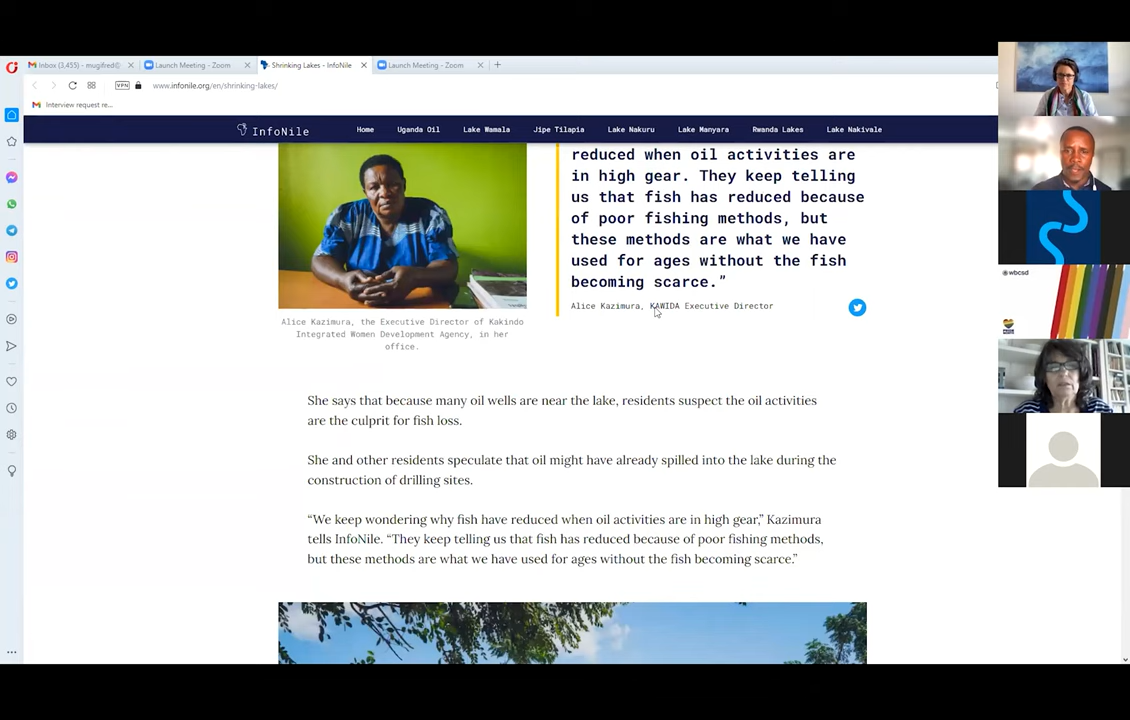 Inbox (3,455) - mugifred@
Launch Meeting - Zoom
Shrinking Lakes - InfoNile
Launch Meeting - Zoom
VPN
www.infonile.org/en/shrinking-lakes/
Interview request re...
InfoNile
Home
Uganda Oil
Lake Wamala
Jipe Tilapia
Lake Nakuru
Lake Manyara
Rwanda Lakes
Lake Nakivale
reduced when oil activities are
in high gear. They keep telling
us that fish has reduced because
of poor fishing methods, but
these methods are what we have
used for ages without the fish
becoming scarce.”
Alice Kazimura, KAWIDA Executive Director
Alice Kazimura, the Executive Director of Kakindo
Integrated Women Development Agency, in her
office.
She says that because many oil wells are near the lake, residents suspect the oil activities
are the culprit for fish loss.
She and other residents speculate that oil might have already spilled into the lake during the
construction of drilling sites.
“We keep wondering why fish have reduced when oil activities are in high gear,” Kazimura
tells InfoNile. “They keep telling us that fish has reduced because of poor fishing methods,
but these methods are what we have used for ages without the fish becoming scarce.”
wbcsd